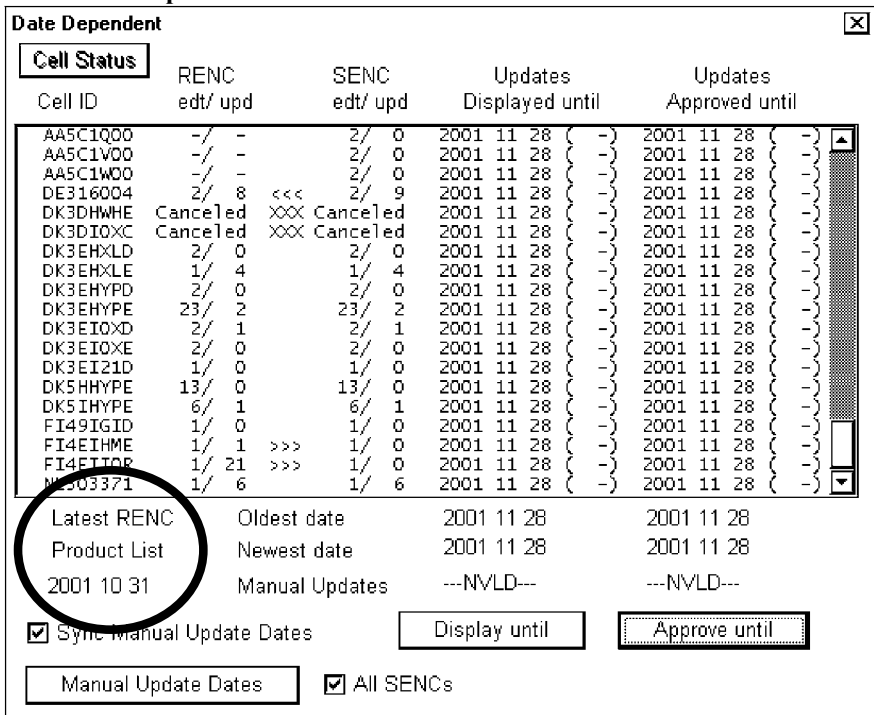 Date Dependent
Cell Status
RENC SENC Updates Updates
Cell ID edt/ upd edt/ upd Displayed until Approved until
AA5C1QOO -/ - 2/ 0 2001 11 28 ( -) 2001 11 28 ( -)
AA5C1VOO -/ - 2/ 0 2001 11 28 ( -) 2001 11 28 ( -)
AA5C1WOO -/ - 2/ 0 2001 11 28 ( -) 2001 11 28 ( -)
DE316004 2/ 8 <<< 2/ 9 2001 11 28 ( -) 2001 11 28 ( -)
DK3DHWHE Canceled XXX Canceled 2001 11 28 ( -) 2001 11 28 ( -)
DK3DIOXC Canceled XXX Canceled 2001 11 28 ( -) 2001 11 28 ( -)
DK3EHXLD 2/ 0 2/ 0 2001 11 28 ( -) 2001 11 28 ( -)
DK3EHXLE 1/ 4 1/ 4 2001 11 28 ( -) 2001 11 28 ( -)
DK3EHYPD 2/ 0 2/ 0 2001 11 28 ( -) 2001 11 28 ( -)
DK3EHYPE 23/ 2 23/ 2 2001 11 28 ( -) 2001 11 28 ( -)
DK3EIOXD 2/ 1 2/ 1 2001 11 28 ( -) 2001 11 28 ( -)
DK3EIOXE 2/ 0 2/ 0 2001 11 28 ( -) 2001 11 28 ( -)
DK3EI21D 1/ 0 1/ 0 2001 11 28 ( -) 2001 11 28 ( -)
DK5HHYPE 13/ 0 13/ 0 2001 11 28 ( -) 2001 11 28 ( -)
DK5IHYPE 6/ 1 6/ 1 2001 11 28 ( -) 2001 11 28 ( -)
FI49IGID 1/ 0 1/ 0 2001 11 28 ( -) 2001 11 28 ( -)
FI4EIHME 1/ 1 >>> 1/ 0 2001 11 28 ( -) 2001 11 28 ( -)
1/ 21 >>> 1/ 0 2001 11 28 ( -) 2001 11 28 ( -)
1/ 6 1/ 6 2001 11 28 ( -) 2001 11 28 ( -)
Latest RENC Oldest date 2001 11 28 2001 11 28
Product List Newest date 2001 11 28 2001 11 28
2001 10 31 Manual Updates ---NVLD--- ---NVLD---
Sync Manual Update Dates Display until Approve until
Manual Update Dates All SENCs